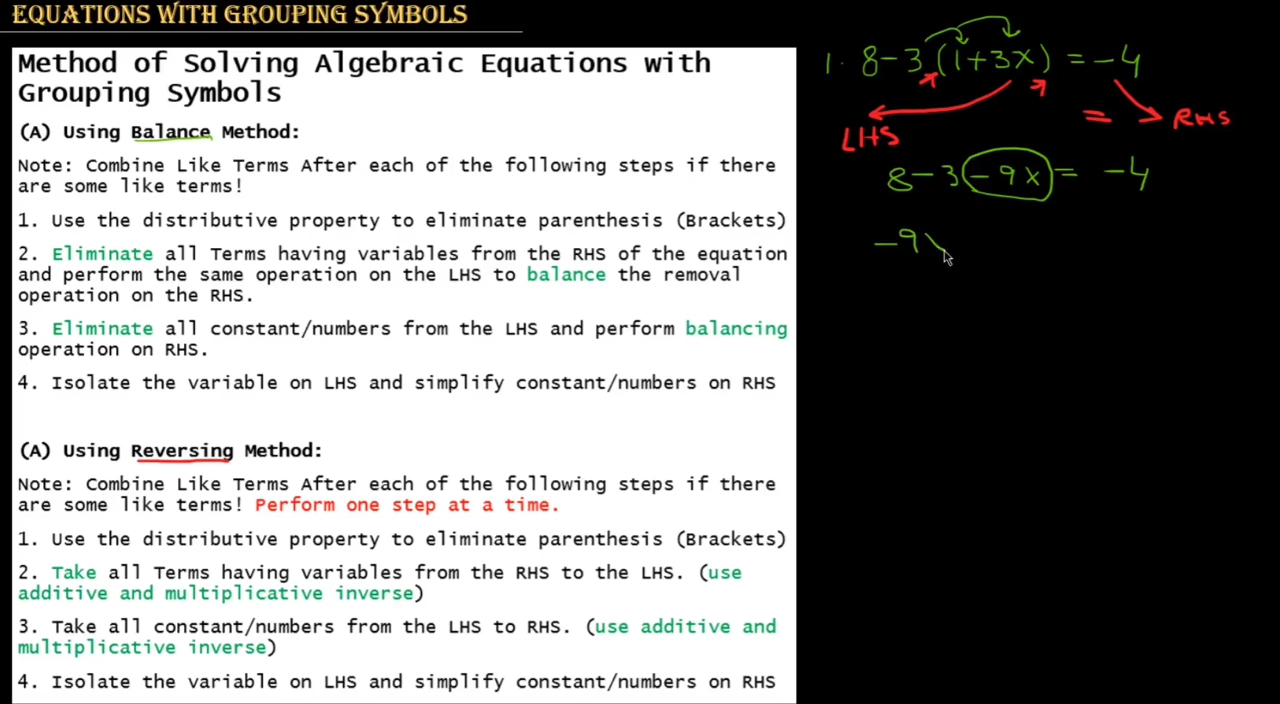 EQUATIONS WITH GROUPING SYMBOLS
Method of Solving Algebraic Equations with
Grouping Symbols
(A) Using Balance Method:
Note: Combine Like Terms After each of the following steps if there
are some like terms!
1. Use the distributive property to eliminate parenthesis (Brackets)
2. Eliminate all Terms having variables from the RHS of the equation
and perform the same operation on the LHS to balance the removal
operation on the RHS.
3. Eliminate all constant/numbers from the LHS and perform balancing
operation on RHS.
4. Isolate the variable on LHS and simplify constant/numbers on RHS
(A) Using Reversing Method:
Note: Combine Like Terms After each of the following steps if
there are some like terms! Perform one step at a time.
1. Use the distributive property to eliminate parenthesis (Brackets)
2. Take all Terms having variables from the RHS to the LHS. (use
additive and multiplicative inverse)
3. Take all constant/numbers from the LHS to RHS. (use additive and
multiplicative inverse)
4. Isolate the variable on LHS and simplify constant/numbers on RHS
1. 8-3(1+3x) = -4
LHS = RHS
8-3-9x = -4
-9